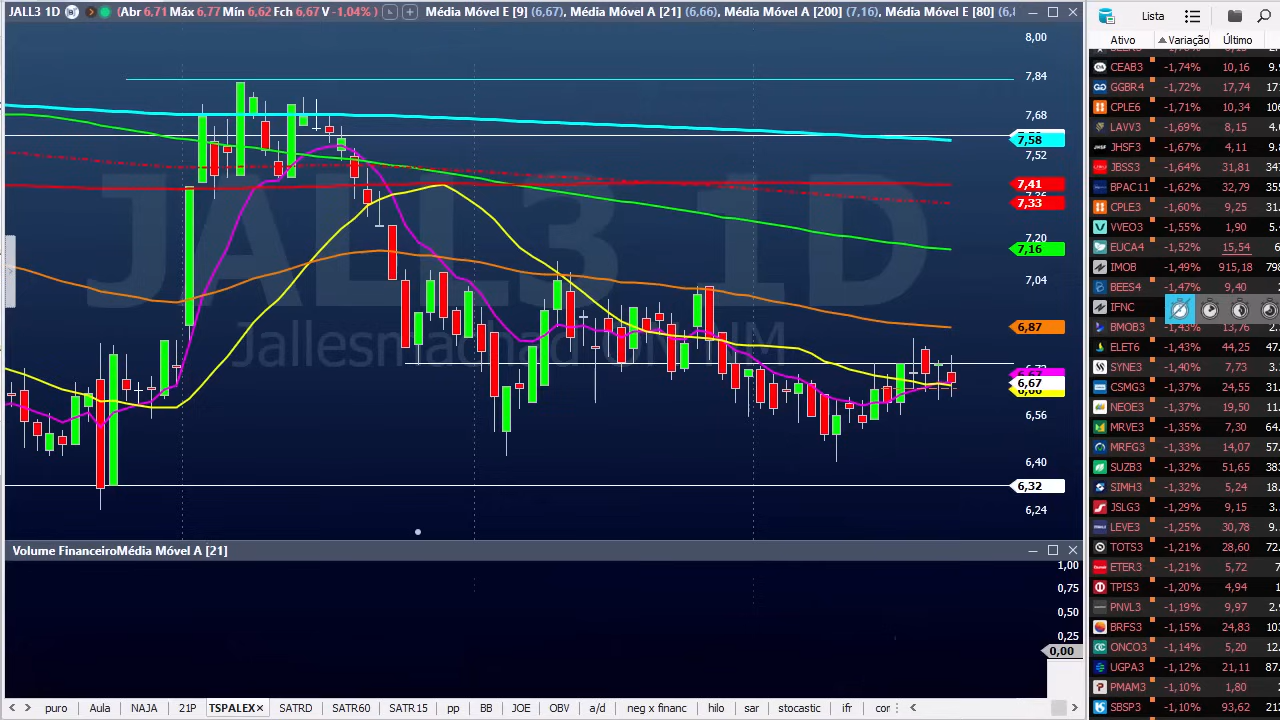 JALL3 1D (Abr 6,71 Máx 6,77 Mín 6,62 Fch 6,67 V -1,04% ) Média Móvel E [9] (6,67), Média Móvel A [21] (6,66), Média Móvel A [200] (7,16), Média Móvel E [80]
8,00
7,84
7,68
7,58
7,52
7,41
7,33
7,20
7,16
7,04
6,87
6,67
6,56
6,40
6,32
6,24
JALL3 1D
Volume FinanceiroMédia Móvel A [21]
1,00
0,75
0,50
0,25
0,00
puro Aula NAJA 21P TSPALEX SATRD SATR60 SATR15 pu BB JOE OBV a/d neg x financ hilo sar stocastic ifr
Lista
Ativo Variação Último
CEAB3 -1,74% 10,16
GGBR4 -1,72% 17,74
CPLE6 -1,71% 10,34
LAVV3 -1,69% 8,15
JHSF3 -1,67% 4,11
JBSS3 -1,64% 31,81
BPAC11 -1,62% 32,79
CPLE3 -1,60% 9,25
VVEO3 -1,55% 1,90
EUCA4 -1,52% 15,54
IMOB -1,49% 915,18
BEES4 -1,47% 9,40
IFNC
BMOB3 -1,43% 13,76
ELET6 -1,43% 44,25
SYNE3 -1,40% 7,73
CSMG3 -1,37% 24,55
NEOE3 -1,37% 19,50
MRVE3 -1,35% 7,30
MRFG3 -1,33% 14,07
SUZB3 -1,32% 51,65
SIMH3 -1,32% 5,24
JSLG3 -1,29% 9,15
LEVE3 -1,25% 30,78
TOTS3 -1,21% 28,60
ETER3 -1,21% 5,72
TPIS3 -1,20% 4,94
PNVL3 -1,19% 9,97
BRFS3 -1,15% 24,83
ONCO3 -1,14% 5,20
UGPA3 -1,12% 21,11
PMAM3 -1,10% 1,80
SBSP3 -1,10% 93,62